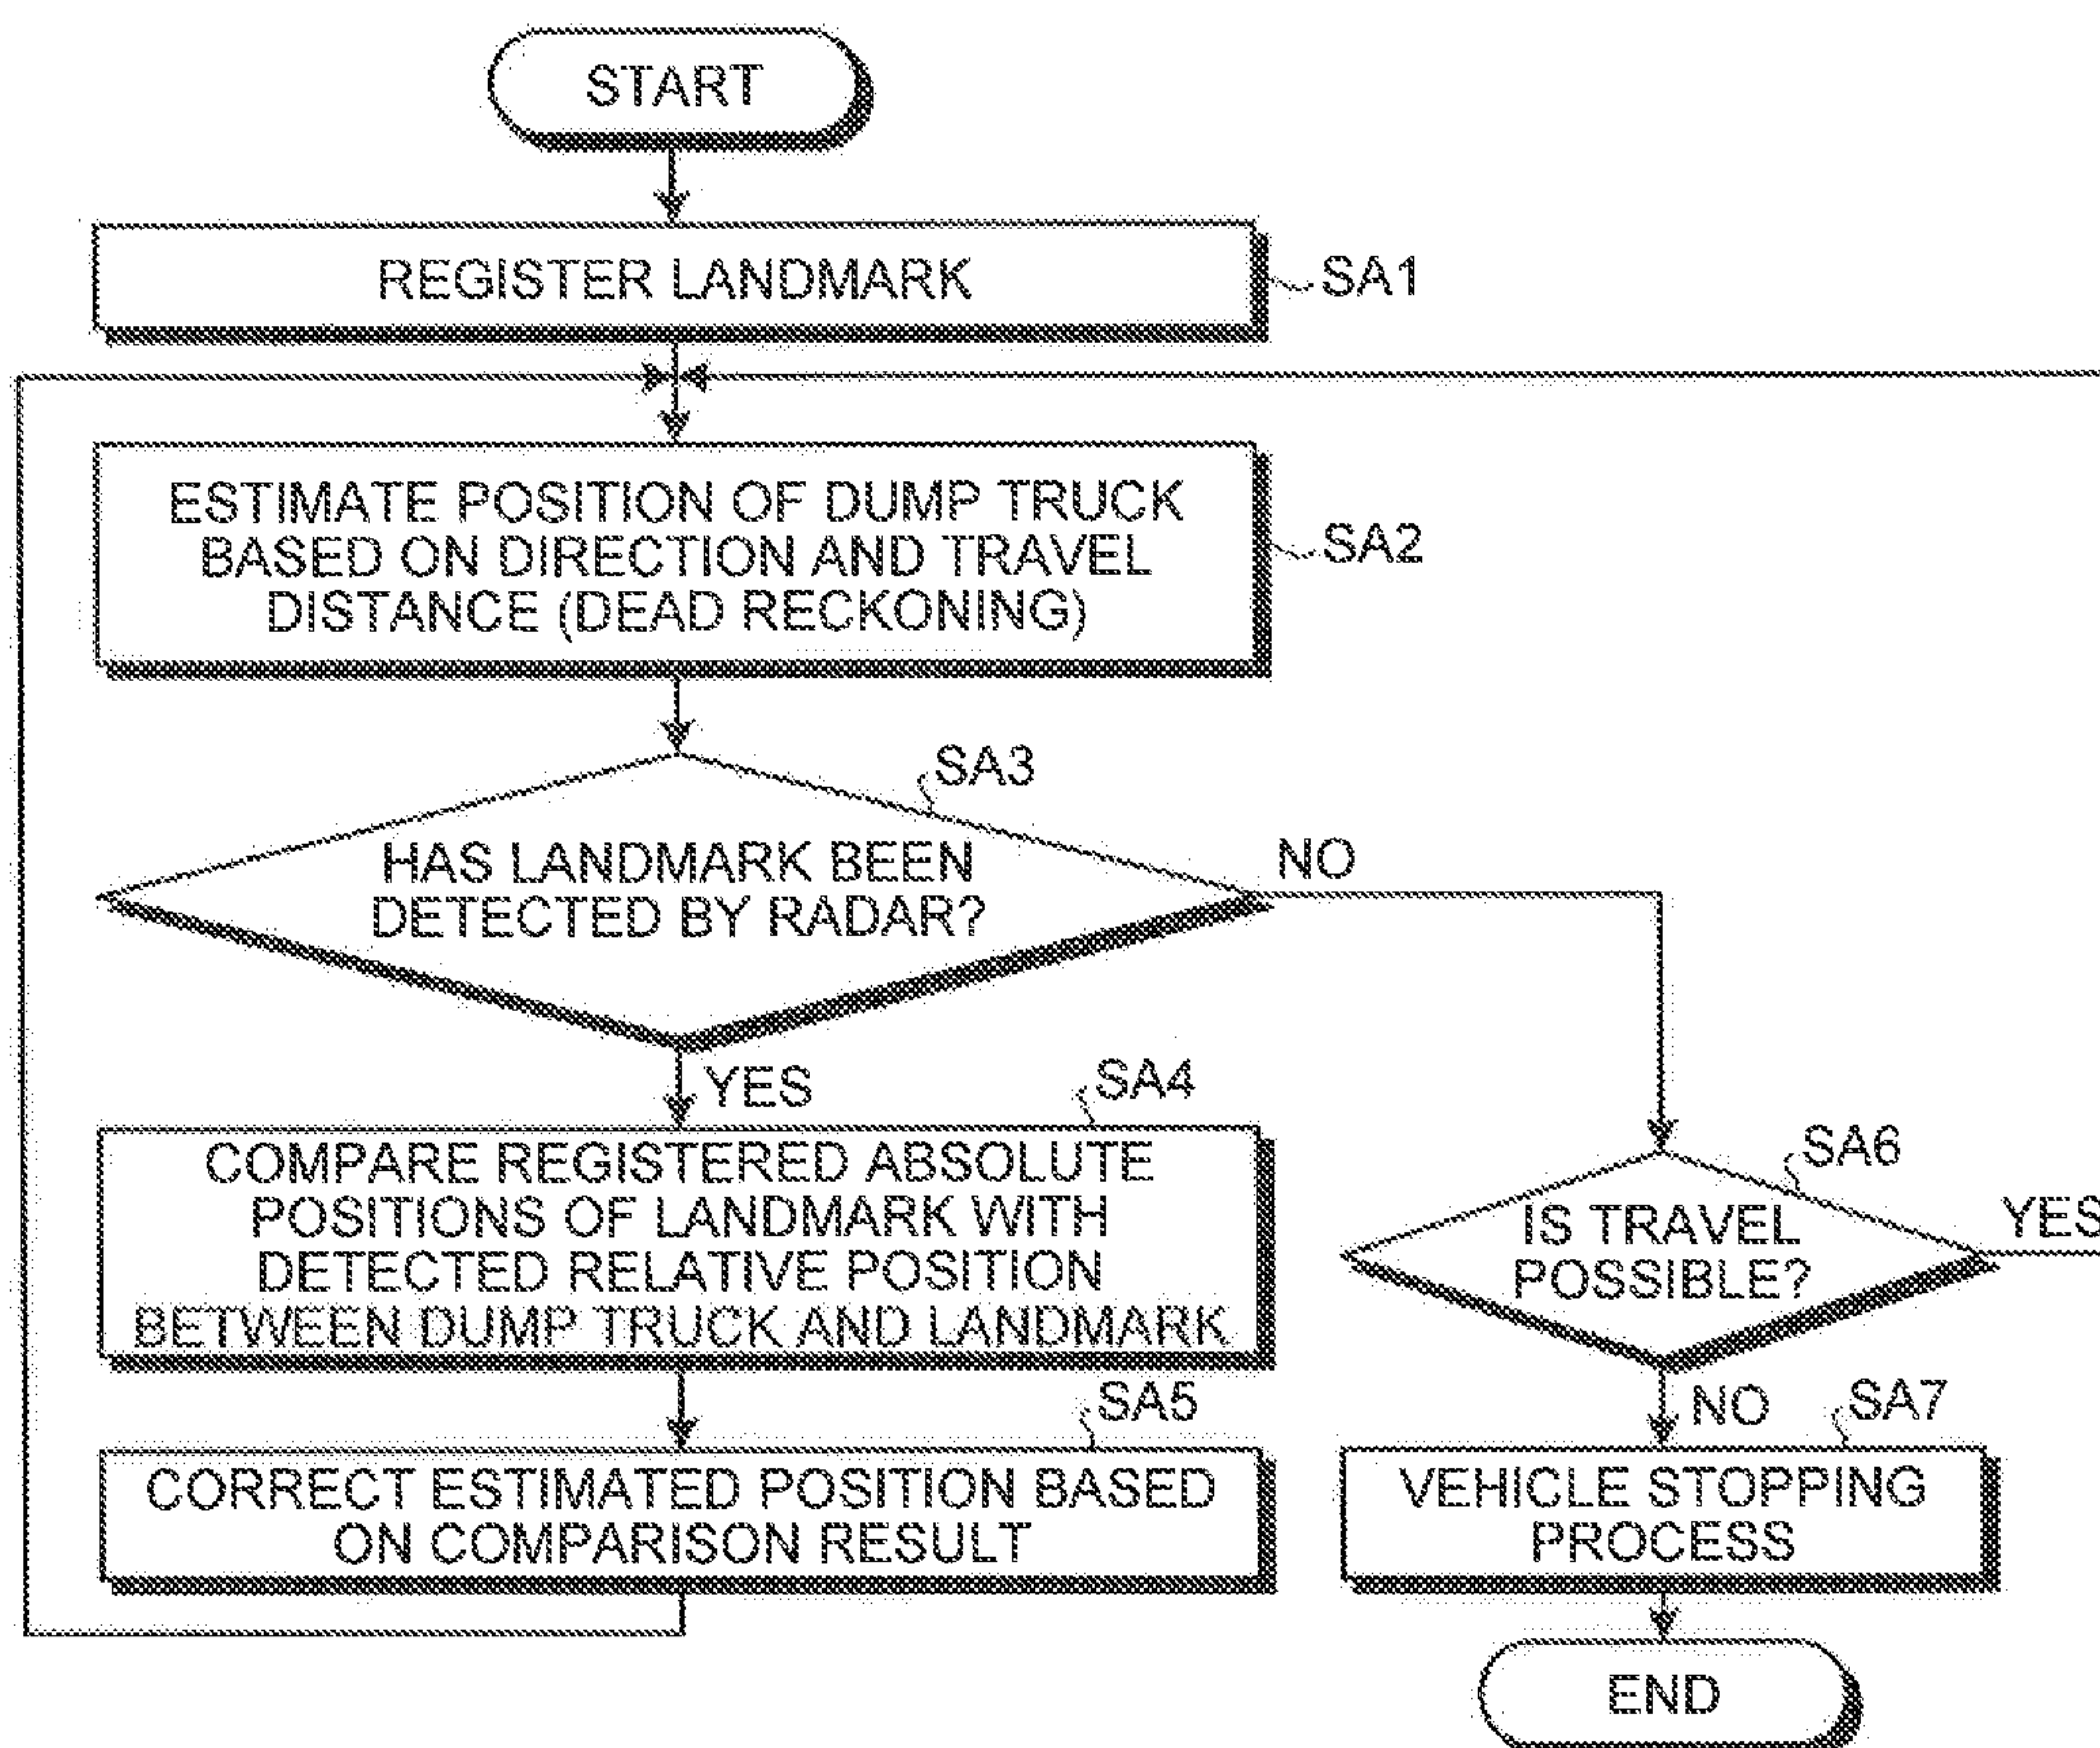 START
REGISTER LANDMARK
SA1
ESTIMATE POSITION OF DUMP TRUCK
BASED ON DIRECTION AND TRAVEL
DISTANCE (DEAD RECKONING)
SA2
SA3
HAS LANDMARK BEEN
DETECTED BY RADAR?
NO
YES
SA4
COMPARE REGISTERED ABSOLUTE
POSITIONS OF LANDMARK WITH
DETECTED RELATIVE POSITION
BETWEEN DUMP TRUCK AND LANDMARK
SA5
CORRECT ESTIMATED POSITION BASED
ON COMPARISON RESULT
SA6
IS TRAVEL
POSSIBLE?
YES
NO
SA7
VEHICLE STOPPING
PROCESS
END